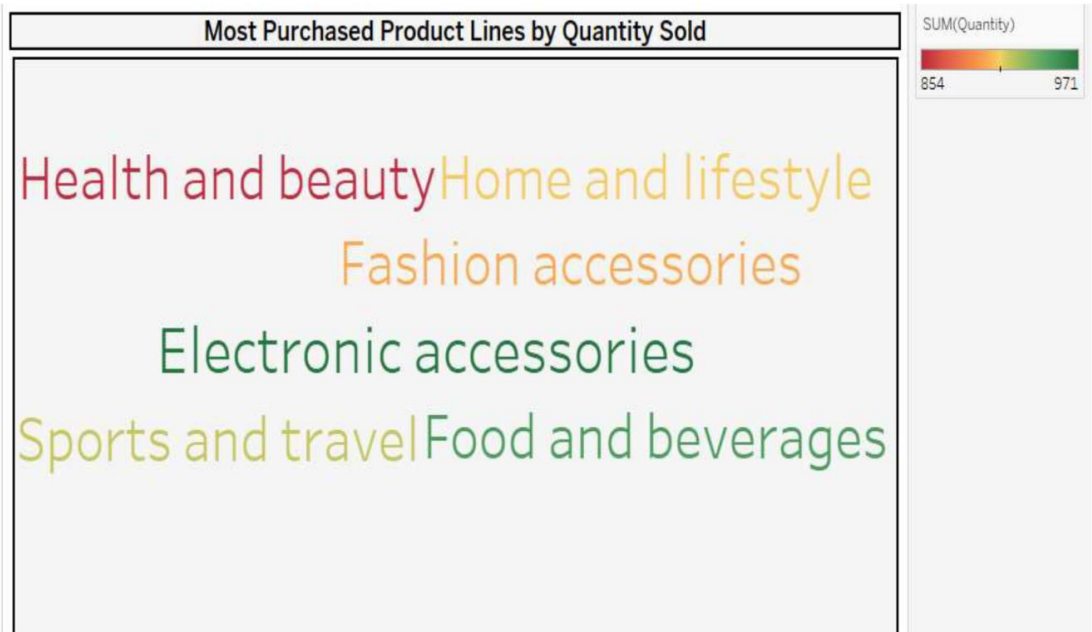 Most Purchased Product Lines by Quantity Sold
SUM(Quantity)
854 971
Health and beauty Home and lifestyle
Fashion accessories
Electronic accessories
Sports and travel Food and beverages